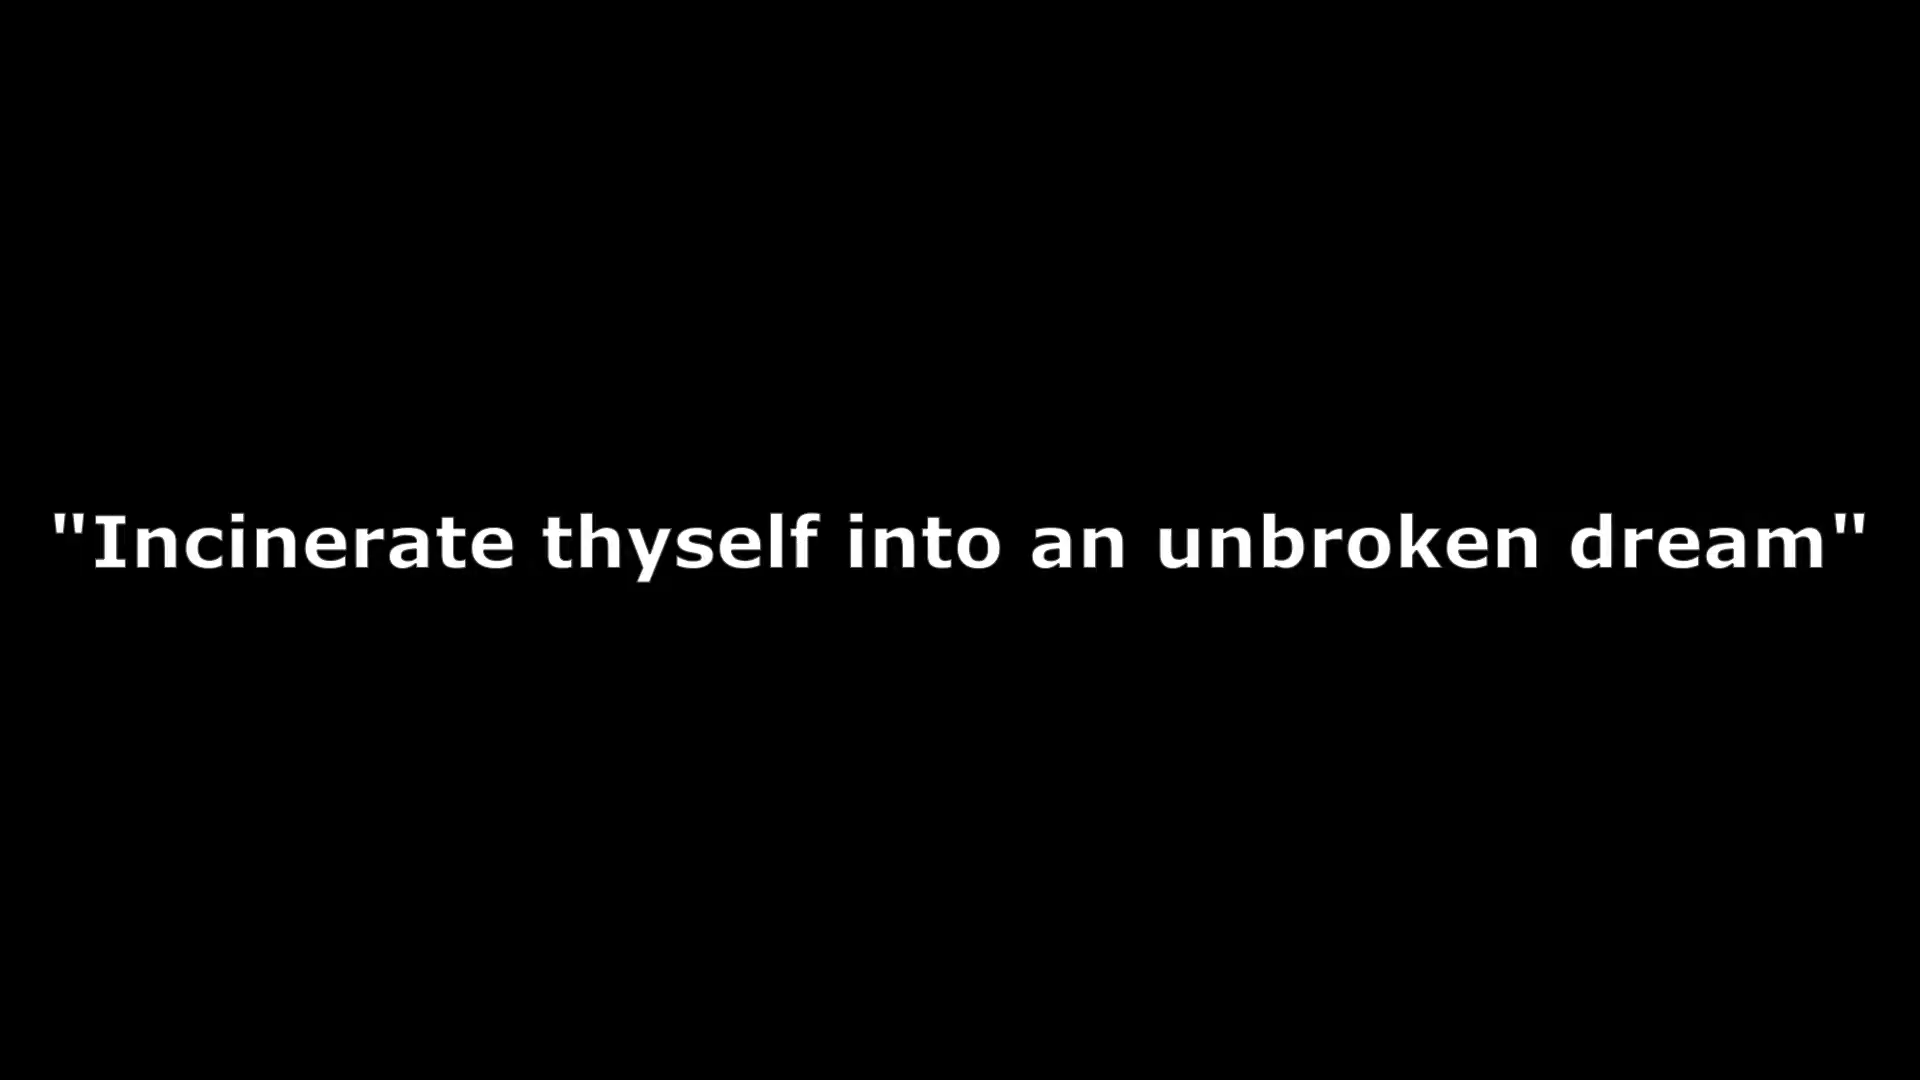 "Incinerate thyself into an unbroken dream"